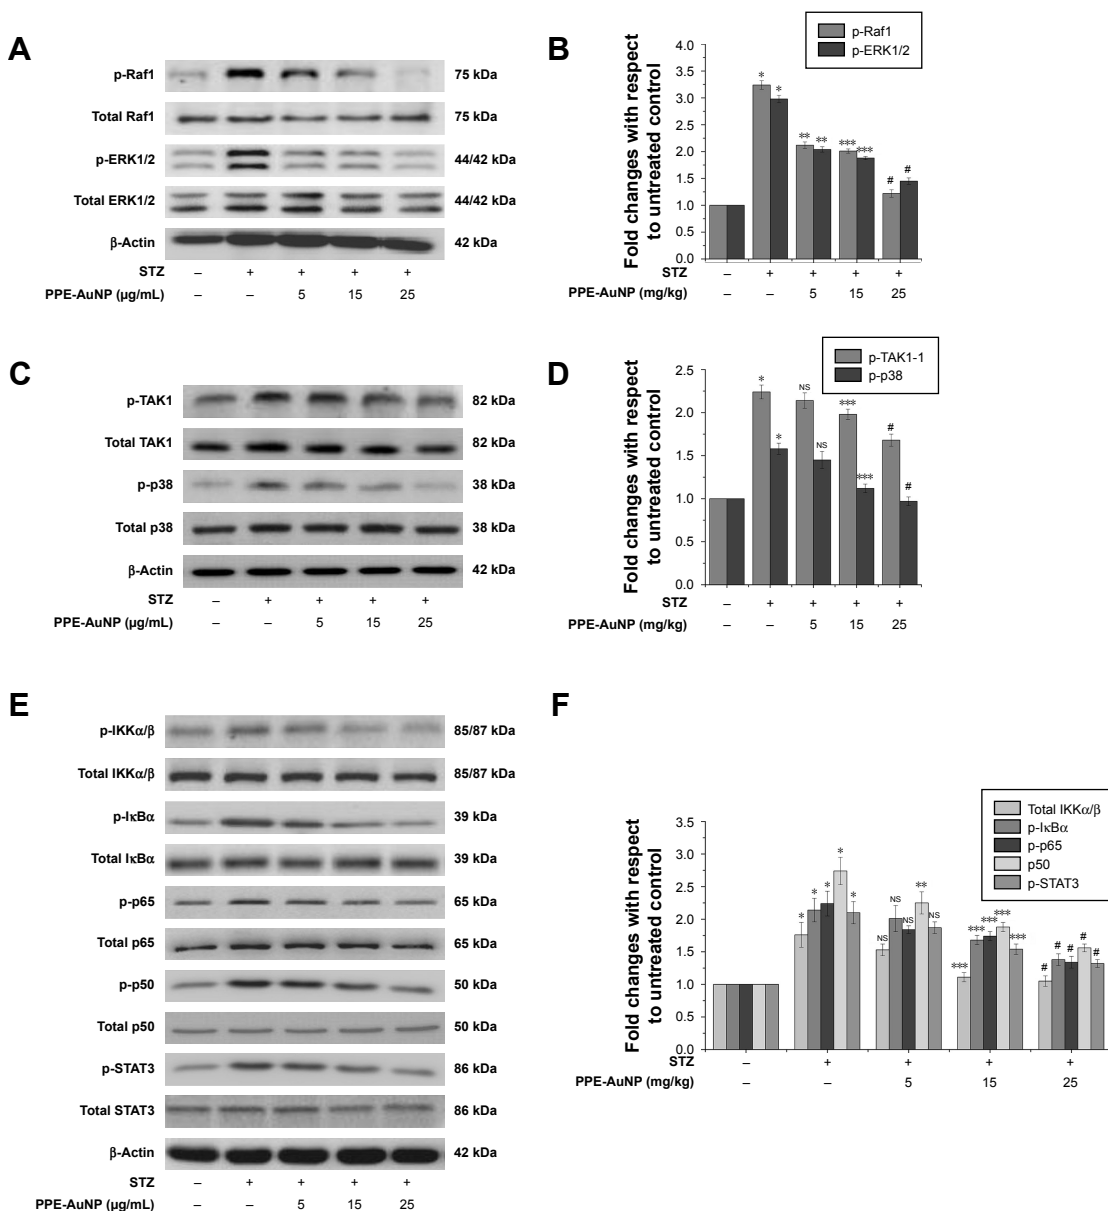 A
p-Raf1 75 kDa
Total Raf1 75 kDa
p-ERK1/2 44/42 kDa
Total ERK1/2 44/42 kDa
β-Actin 42 kDa
STZ – + + + +
PPE-AuNP (µg/mL) – – 5 15 25
B
p-Raf1
p-ERK1/2
Fold changes with respect
to untreated control
4.0
3.5
3.0
2.5
2.0
1.5
1.0
0.5
0.0
* * ** ** *** *** # #
STZ – + + + +
PPE-AuNP (mg/kg) – – 5 15 25
C
p-TAK1 82 kDa
Total TAK1 82 kDa
p-p38 38 kDa
Total p38 38 kDa
β-Actin 42 kDa
STZ – + + + +
PPE-AuNP (µg/mL) – – 5 15 25
D
p-TAK1-1
p-p38
Fold changes with respect
to untreated control
2.5
2.0
1.5
1.0
0.5
0.0
* * NS NS *** *** # #
STZ – + + + +
PPE-AuNP (mg/kg) – – 5 15 25
E
p-IKKα/β 85/87 kDa
Total IKKα/β 85/87 kDa
p-IκBα 39 kDa
Total IκBα 39 kDa
p-p65 65 kDa
Total p65 65 kDa
p-p50 50 kDa
Total p50 50 kDa
p-STAT3 86 kDa
Total STAT3 86 kDa
β-Actin 42 kDa
STZ – + + + +
PPE-AuNP (µg/mL) – – 5 15 25
F
Total IKKα/β
p-IκBα
p-p65
p50
p-STAT3
Fold changes with respect
to untreated control
3.5
3.0
2.5
2.0
1.5
1.0
0.5
0.0
* * * * * NS NS NS ** NS *** *** *** *** *** # # # # #
STZ – + + + +
PPE-AuNP (mg/kg) – – 5 15 25